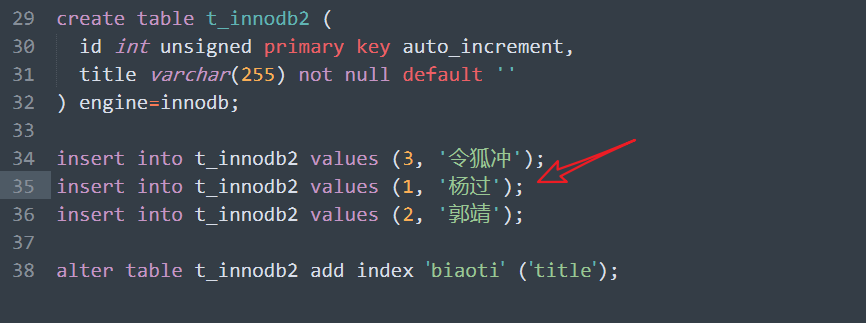 29 create table t_innodb2 (
30 id int unsigned primary key auto_increment,
31 title varchar(255) not null default ''
32 ) engine=innodb;
33
34 insert into t_innodb2 values (3, '令狐冲');
35 insert into t_innodb2 values (1, '杨过');
36 insert into t_innodb2 values (2, '郭靖');
37
38 alter table t_innodb2 add index 'biaoti' ('title');